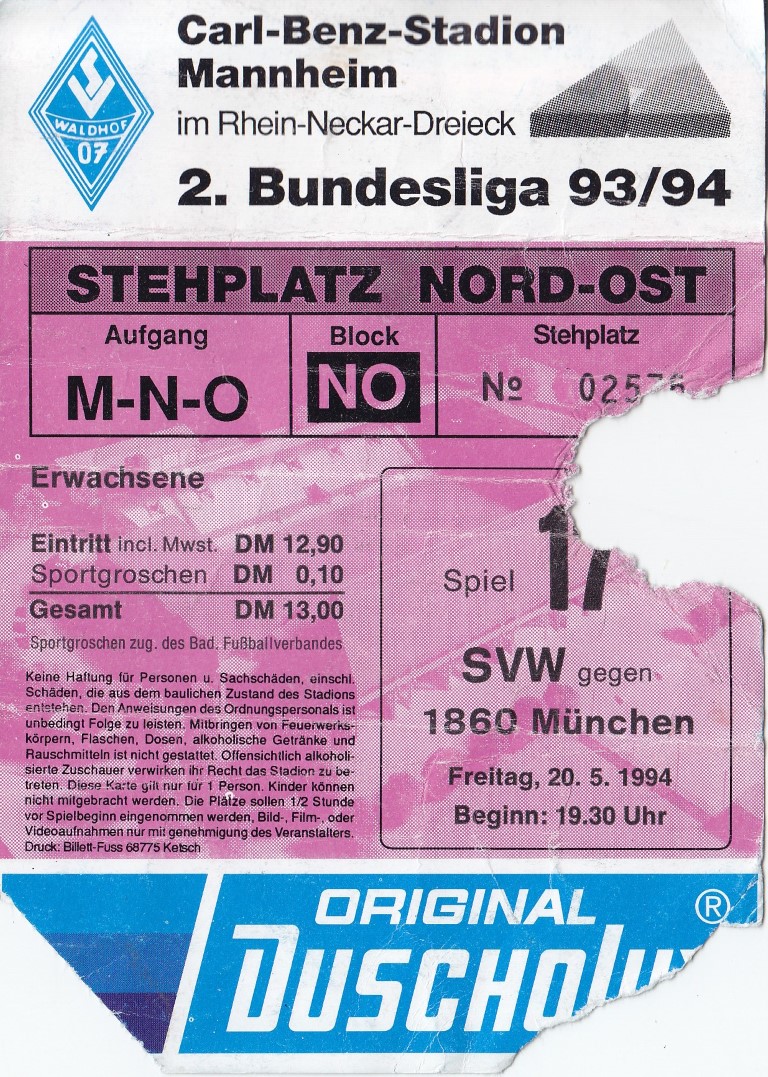 Carl-Benz-Stadion
Mannheim
im Rhein-Neckar-Dreieck
2. Bundesliga 93/94
SV
WALDHOF
07
STEHPLATZ NORD-OST
Aufgang
M-N-O
Block
NO
Stehplatz
№ 02576
Erwachsene
Eintritt incl. Mwst. DM 12,90
Sportgroschen DM 0,10
Gesamt DM 13,00
Sportgroschen zug. des Bad. Fußballverbandes
Keine Haftung für Personen u. Sachschäden, einschl.
Schäden, die aus dem baulichen Zustand des Stadions
entstehen. Den Anweisungen des Ordnungspersonals ist
unbedingt Folge zu leisten. Mitbringen von Feuerwerks-
körpern, Flaschen, Dosen, alkoholische Getränke und
Rauschmitteln ist nicht gestattet. Offensichtlich alkoholi-
sierte Zuschauer verwirken ihr Recht das Stadion zu be-
treten. Diese Karte gilt nur für 1 Person. Kinder können
nicht mitgebracht werden. Die Plätze sollen 1/2 Stunde
vor Spielbeginn eingenommen werden, Bild-, Film-, oder
Videoaufnahmen nur mit genehmigung des Veranstalters.
Druck: Billett-Fuss 68775 Ketsch
Spiel 17
SVW gegen
1860 München
Freitag, 20. 5. 1994
Beginn: 19.30 Uhr
ORIGINAL ®
DUSCHOlux